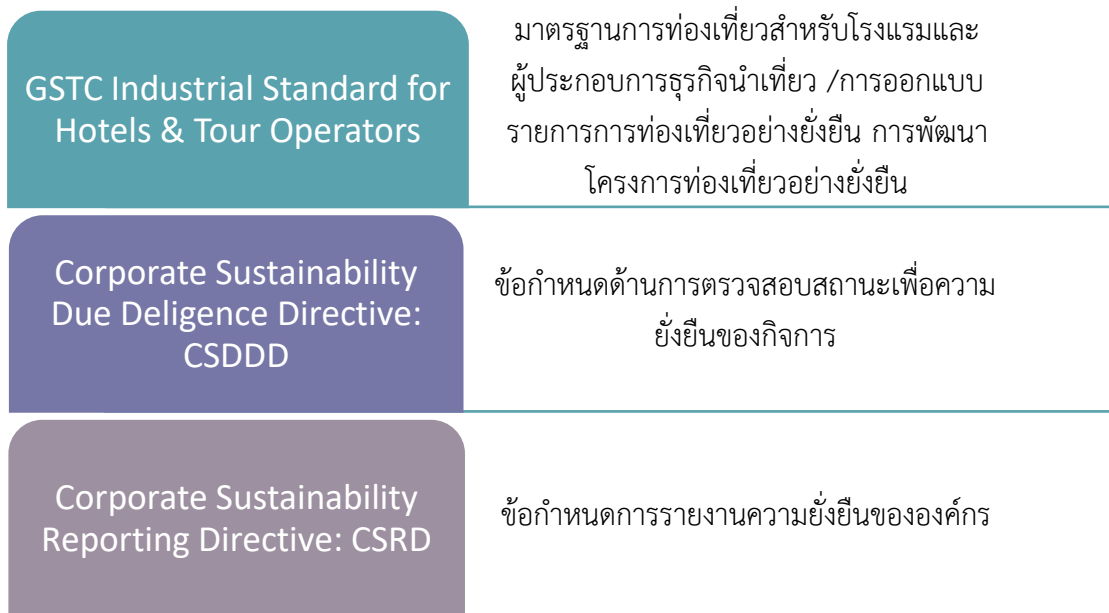 GSTC Industrial Standard for
Hotels & Tour Operators
มาตรฐานการท่องเที่ยวสำหรับโรงแรมและ
ผู้ประกอบการธุรกิจนำเที่ยว /การออกแบบ
รายการการท่องเที่ยวอย่างยั่งยืน การพัฒนา
โครงการท่องเที่ยวอย่างยั่งยืน
Corporate Sustainability
Due Deligence Directive:
CSDDD
ข้อกำหนดด้านการตรวจสอบสถานะเพื่อความ
ยั่งยืนของกิจการ
Corporate Sustainability
Reporting Directive: CSRD
ข้อกำหนดการรายงานความยั่งยืนขององค์กร